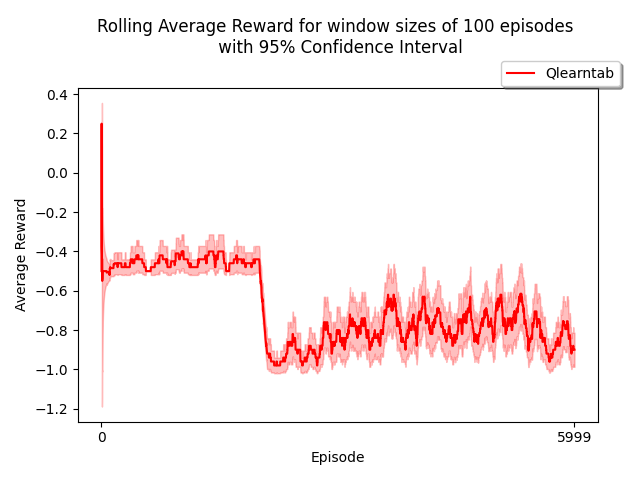 Rolling Average Reward for window sizes of 100 episodes
with 95% Confidence Interval
Qlearntab
0.4
0.2
0.0
−0.2
−0.4
−0.6
−0.8
−1.0
−1.2
Average Reward
0 5999
Episode